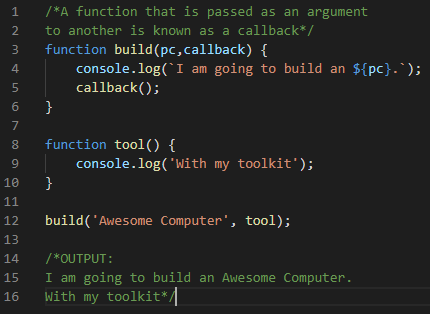 1 /*A function that is passed as an argument
2 to another is known as a callback*/
3 function build(pc,callback) {
4     console.log(`I am going to build an ${pc}.`);
5     callback();
6 }
7
8 function tool() {
9     console.log('With my toolkit');
10 }
11
12 build('Awesome Computer', tool);
13
14 /*OUTPUT:
15 I am going to build an Awesome Computer.
16 With my toolkit*/